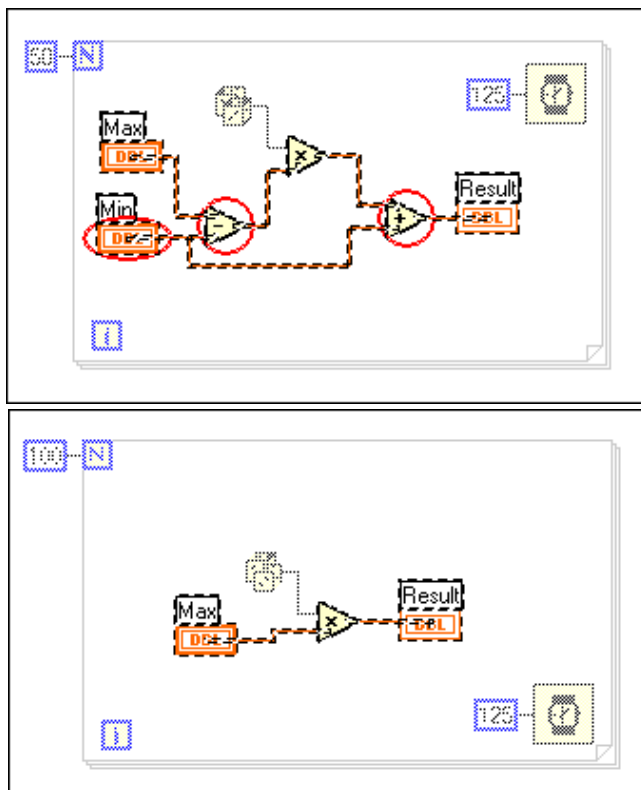 50 N
125
Max
DBL
×
Result
DBL
Min
DBL
-
+
i
100 N
Max
DBL
×
Result
DBL
125
i